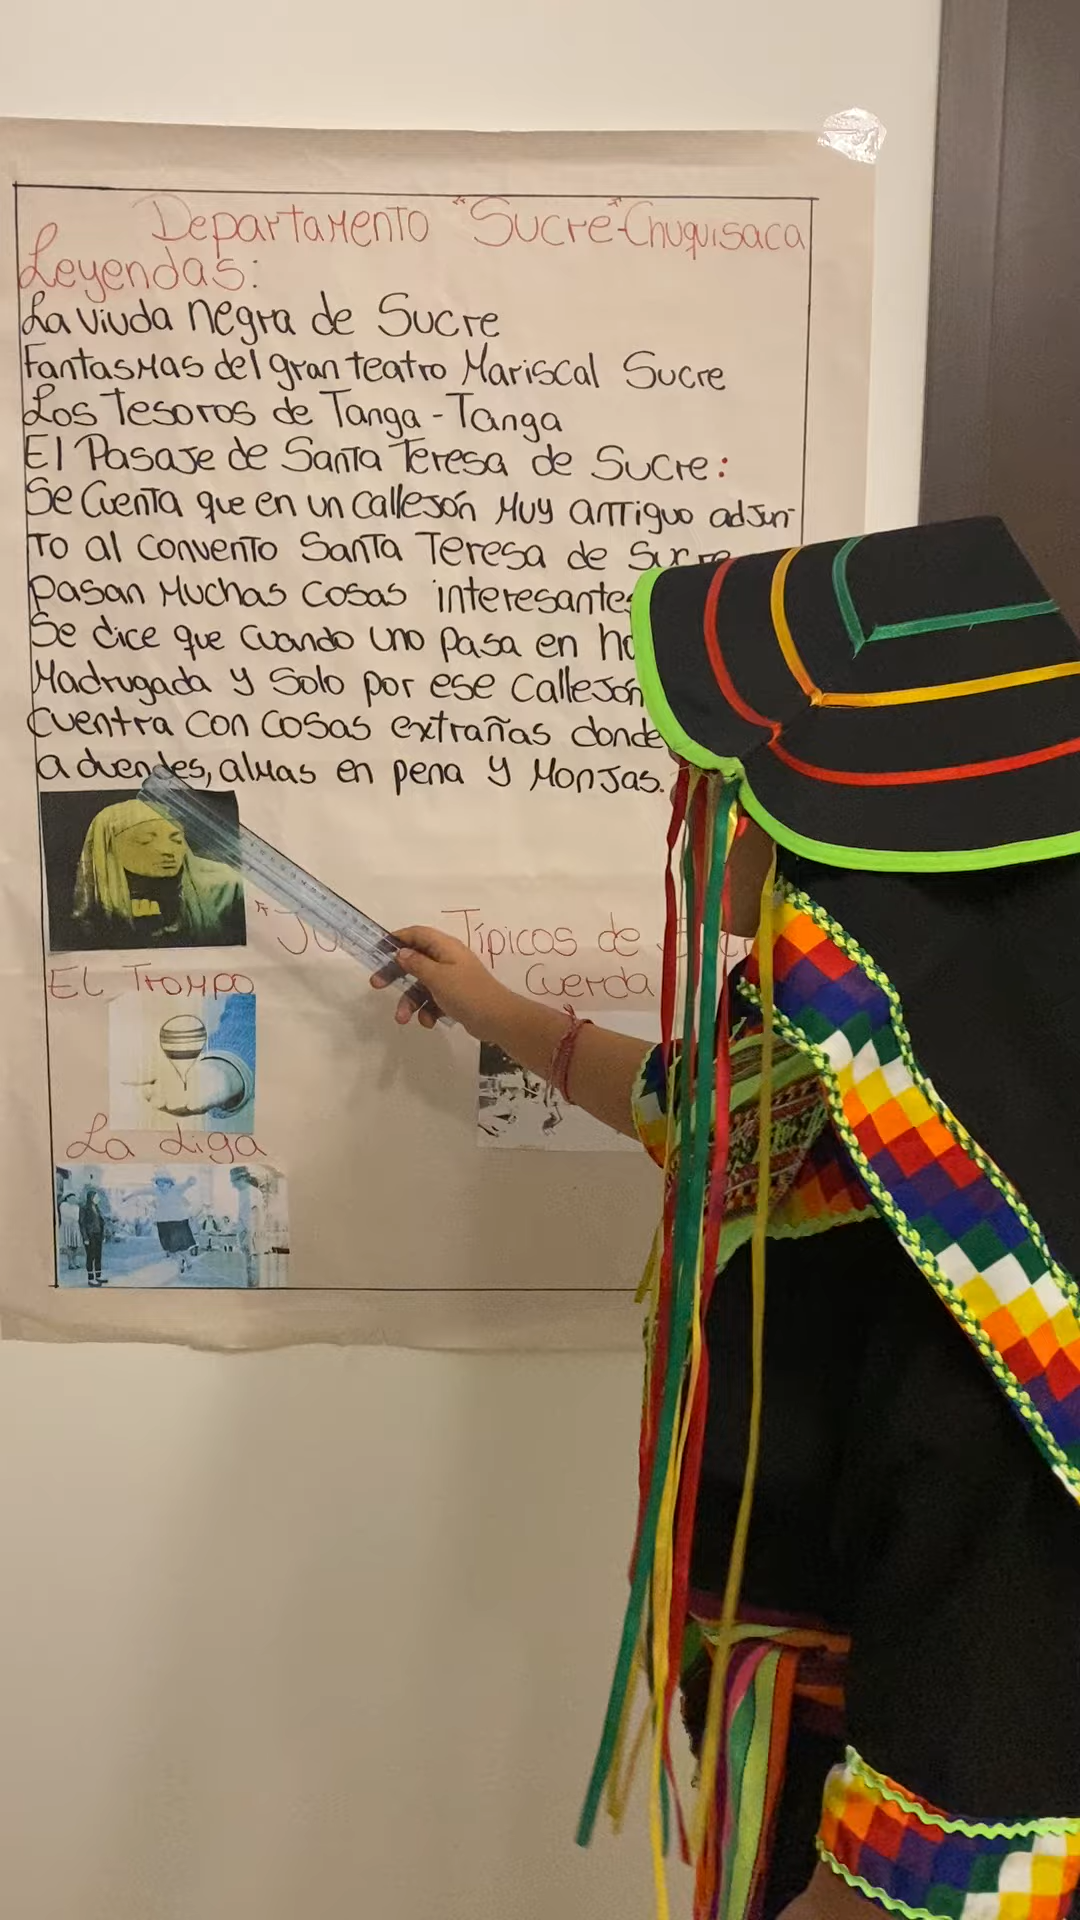 Departamento "Sucre"-Chuquisaca
Leyendas:
La viuda negra de Sucre
Fantasmas del gran teatro Mariscal Sucre
Los Tesoros de Tanga - Tanga
El Pasaje de Santa Teresa de Sucre:
Se Cuenta que en un callejón muy antiguo adjun-
to al convento Santa Teresa de Sucre
pasan muchas cosas interesantes
Se dice que cuando uno pasa en
Madrugada y solo por ese callejón
cuentra con cosas extrañas donde
a duendes, almas en pena y monjas.
Típicos de
El Trompo
Cuerda
La Liga